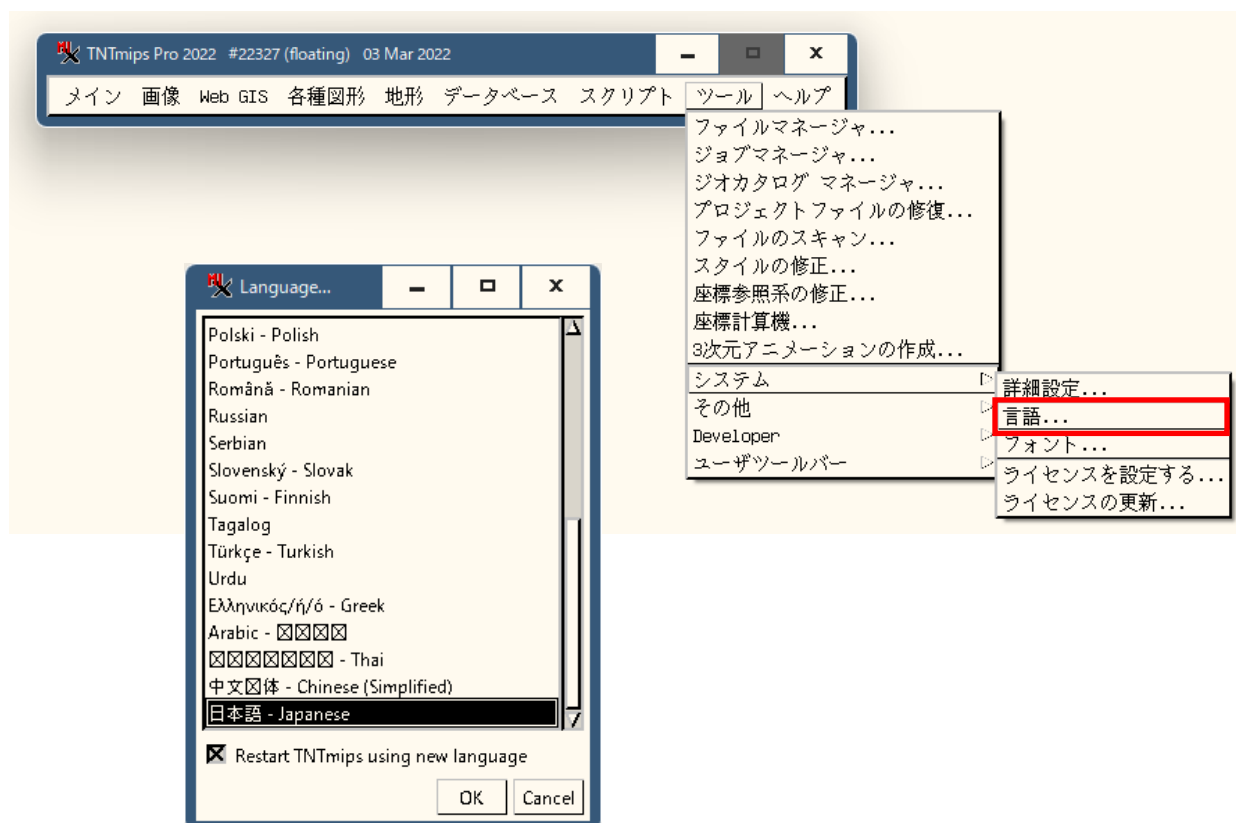 TNTmips Pro 2022 #22327 (floating) 03 Mar 2022
メイン 画像 Web GIS 各種図形 地形 データベース スクリプト ツール ヘルプ
ファイルマネージャ...
ジョブマネージャ...
ジオカタログ マネージャ...
プロジェクトファイルの修復...
ファイルのスキャン...
スタイルの修正...
座標参照系の修正...
座標計算機...
3次元アニメーションの作成...
システム
その他
Developer
ユーザツールバー
詳細設定...
言語...
フォント...
ライセンスを設定する...
ライセンスの更新...
Language...
Polski - Polish
Português - Portuguese
Română - Romanian
Russian
Serbian
Slovenský - Slovak
Suomi - Finnish
Tagalog
Türkçe - Turkish
Urdu
Ελληνικός/ή/ό - Greek
Arabic - ☒☒☒☒
☒☒☒☒☒☒☒ - Thai
中文☒体 - Chinese (Simplified)
日本語 - Japanese
Restart TNTmips using new language
OK Cancel